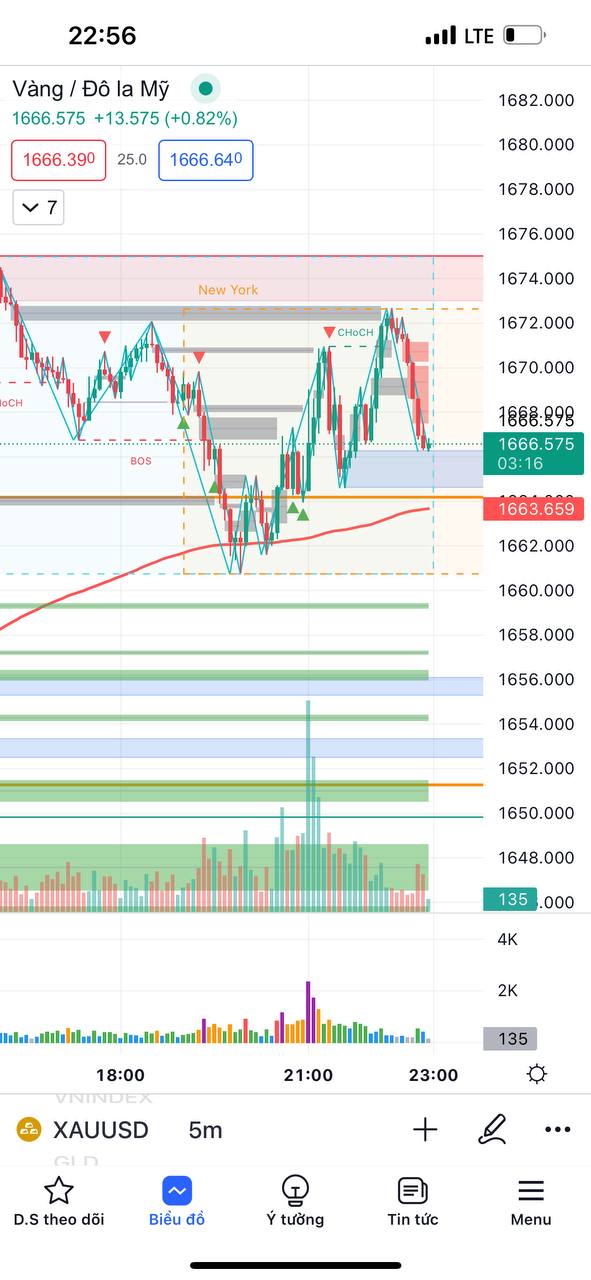 22:56
LTE
Vàng / Đô la Mỹ
1666.575 +13.575 (+0.82%)
1666.390 25.0 1666.640
7
1682.000
1680.000
1678.000
1676.000
New York
1674.000
1672.000
CHoCH
1670.000
HoCH
1668.000
1666.575
1666.575
03:16
BOS
1663.659
1662.000
1660.000
1658.000
1656.000
1654.000
1652.000
1650.000
1648.000
135
4K
2K
135
18:00 21:00 23:00
VNINDEX
XAUUSD 5m
GLD
D.S theo dõi Biểu đồ Ý tưởng Tin tức Menu